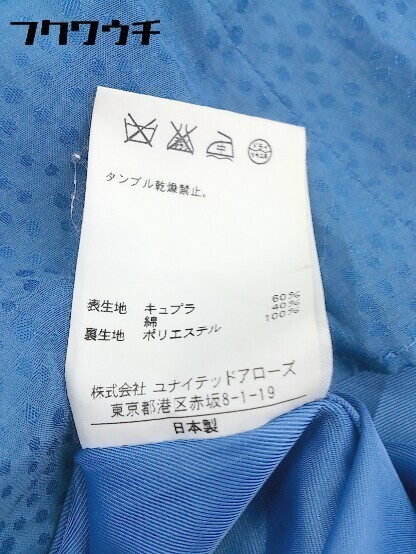 フクワウチ
タンブル乾燥禁止。
表生地 キュプラ 60%
綿 40%
裏生地 ポリエステル 100%
株式会社 ユナイテッドアローズ
東京都港区赤坂8-1-19
日本製